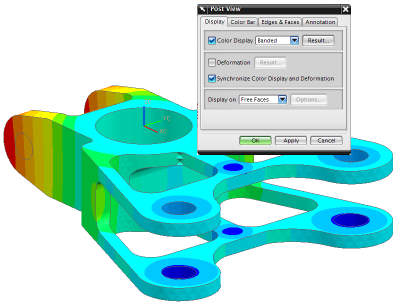 Post View
Display Color Bar Edges & Faces Annotation
Color Display Banded Result...
Deformation Result...
Synchronize Color Display and Deformation
Display on Free Faces Options...
OK Apply Cancel
YC
XC